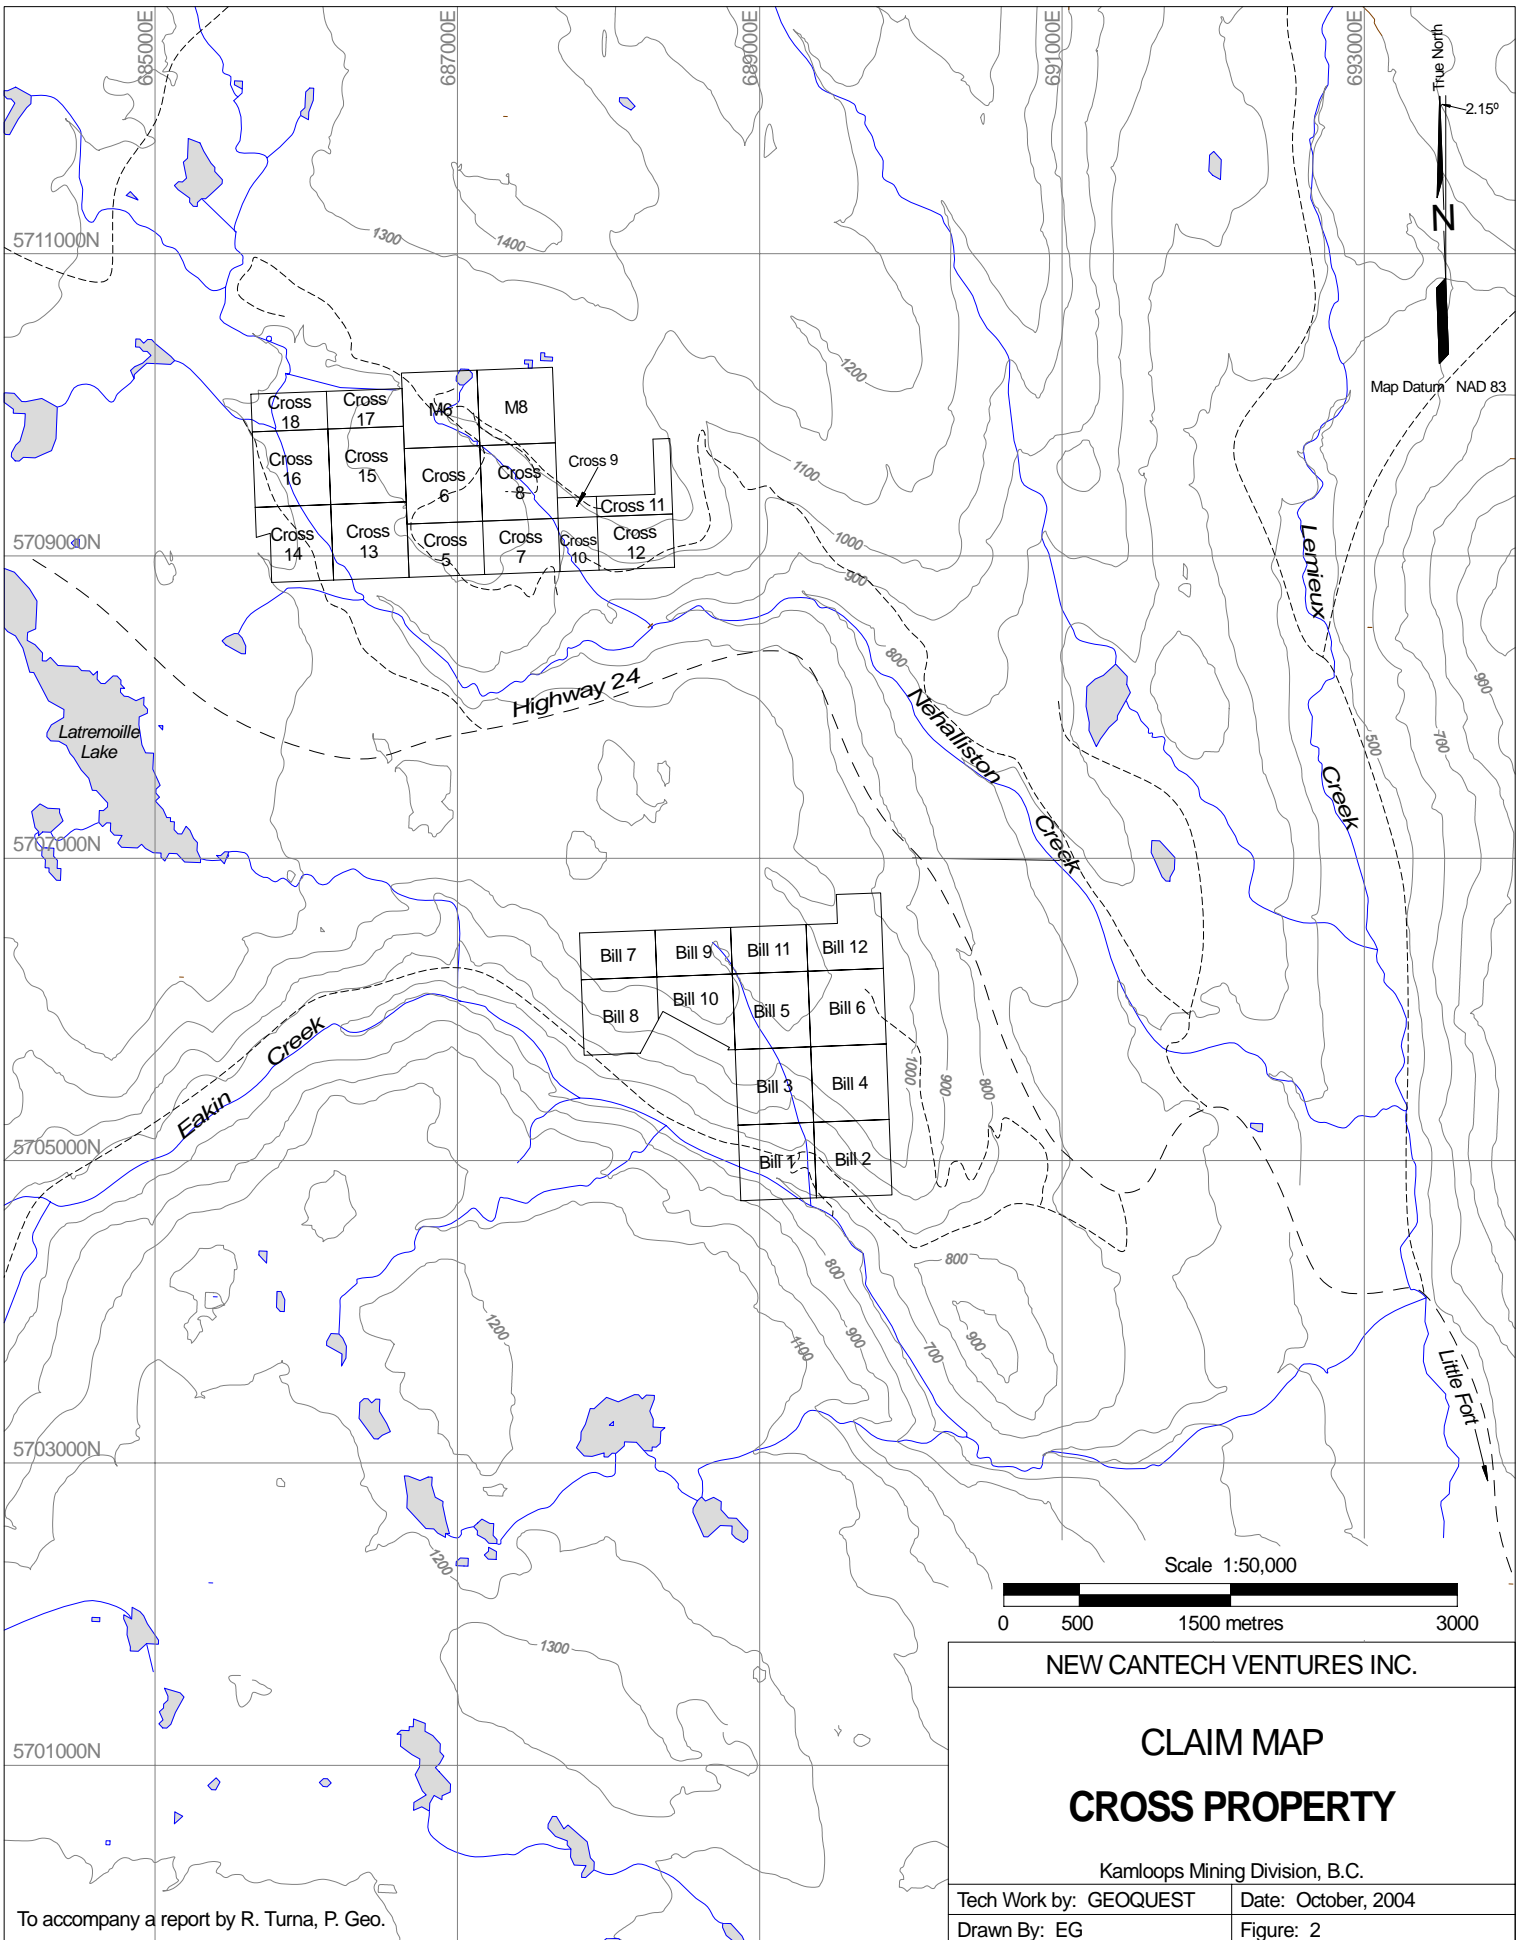 685000E
687000E
689000E
691000E
693000E
True North
2.15º
N
Map Datum NAD 83
5711000N
1300
1400
1200
1100
1000
900
800
Cross
18
Cross
17
M6
M8
Cross
16
Cross
15
Cross
6
Cross
8
Cross 9
Cross 11
Cross
14
Cross
13
Cross
5
Cross
7
Cross
10
Cross
12
5709000N
Lemieux
Creek
Highway 24
Nehalliston
Creek
Latremoille
Lake
500
700
900
5707000N
Bill 7
Bill 9
Bill 11
Bill 12
Bill 8
Bill 10
Bill 5
Bill 6
Bill 3
Bill 4
Bill 1
Bill 2
1000
900
800
Eakin
Creek
5705000N
800
800
900
1100
700
900
1200
Little Fort
5703000N
1200
1300
5701000N
Scale 1:50,000
0 500 1500 metres 3000
NEW CANTECH VENTURES INC.
CLAIM MAP
CROSS PROPERTY
Kamloops Mining Division, B.C.
Tech Work by: GEOQUEST
Date: October, 2004
Drawn By: EG
Figure: 2
To accompany a report by R. Turna, P. Geo.